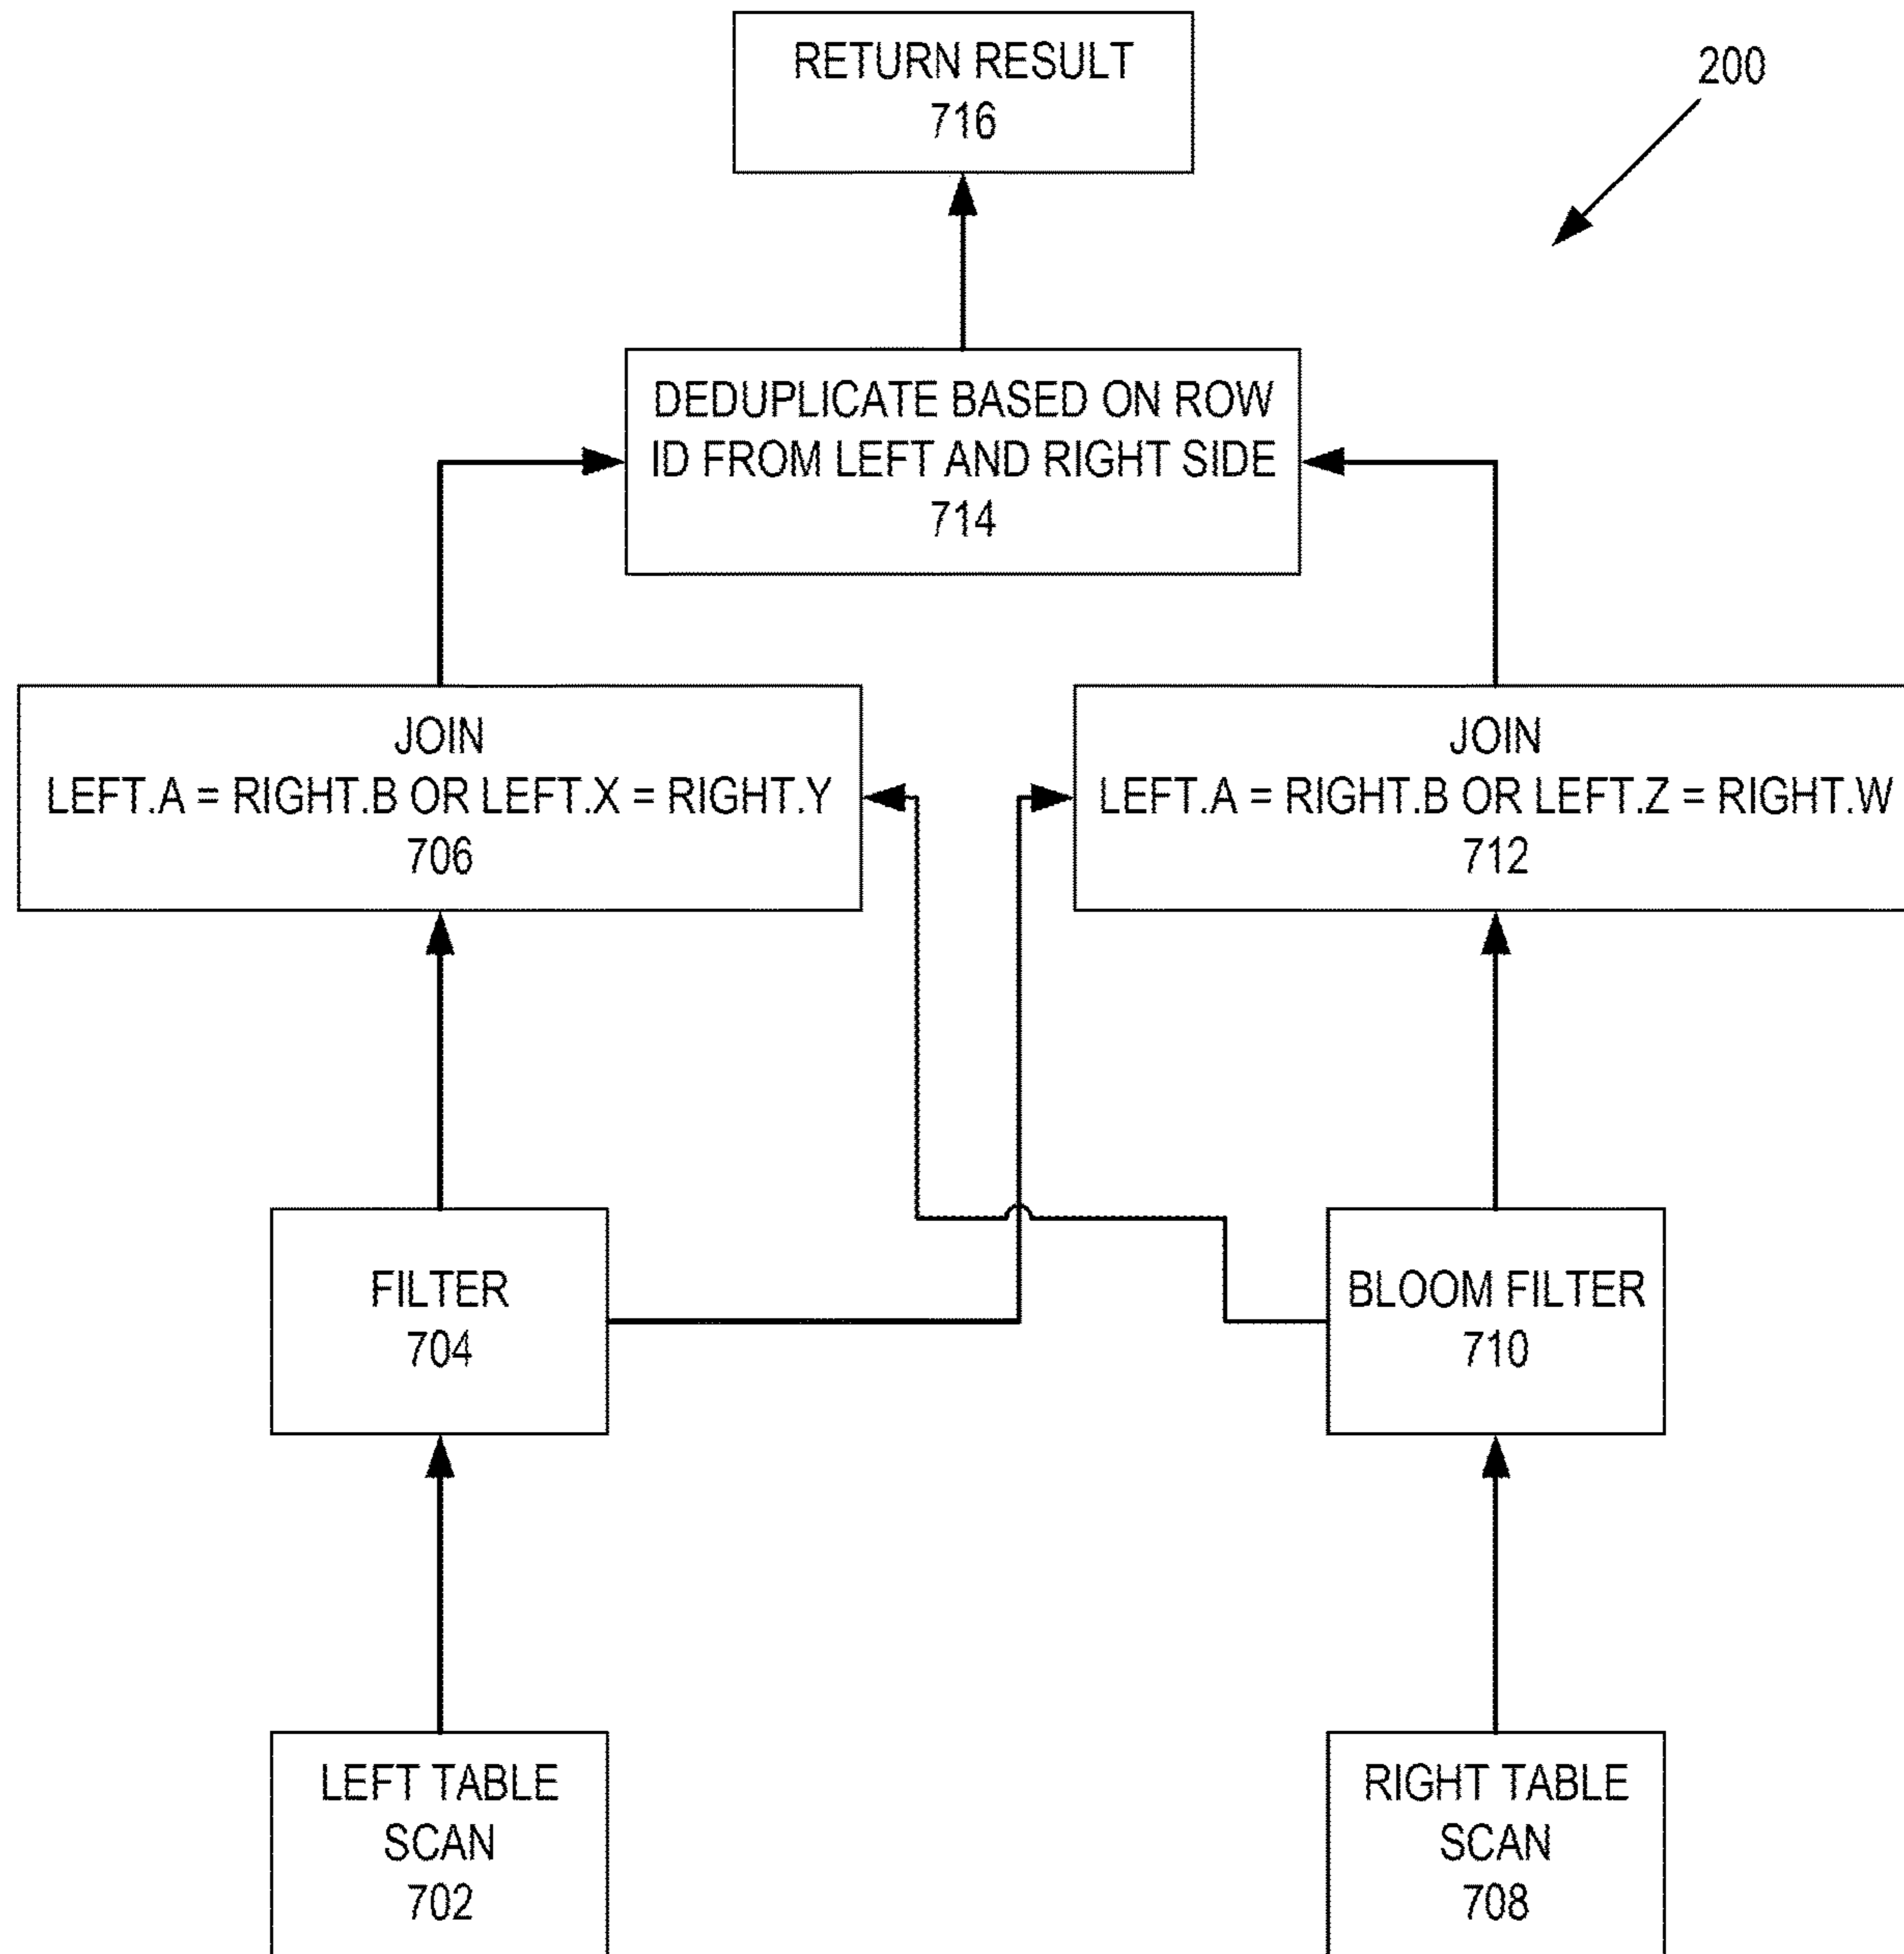 RETURN RESULT
716
200
DEDUPLICATE BASED ON ROW
ID FROM LEFT AND RIGHT SIDE
714
JOIN
LEFT.A = RIGHT.B OR LEFT.X = RIGHT.Y
706
JOIN
LEFT.A = RIGHT.B OR LEFT.Z = RIGHT.W
712
FILTER
704
BLOOM FILTER
710
LEFT TABLE
SCAN
702
RIGHT TABLE
SCAN
708